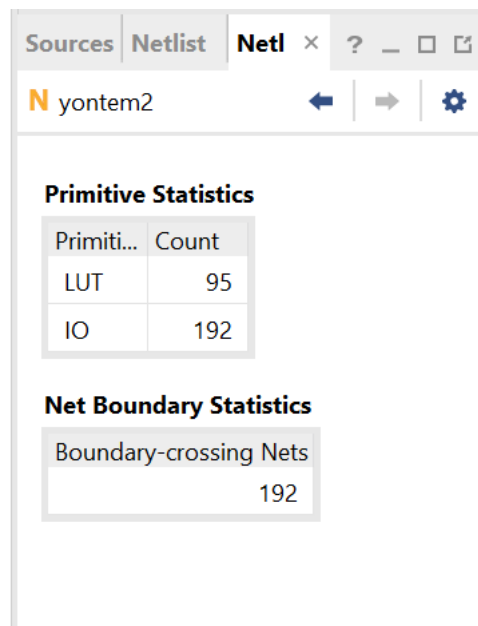 Sources Netlist Netl × ?
N yontem2
Primitive Statistics
Primiti... Count
LUT 95
IO 192
Net Boundary Statistics
Boundary-crossing Nets
192